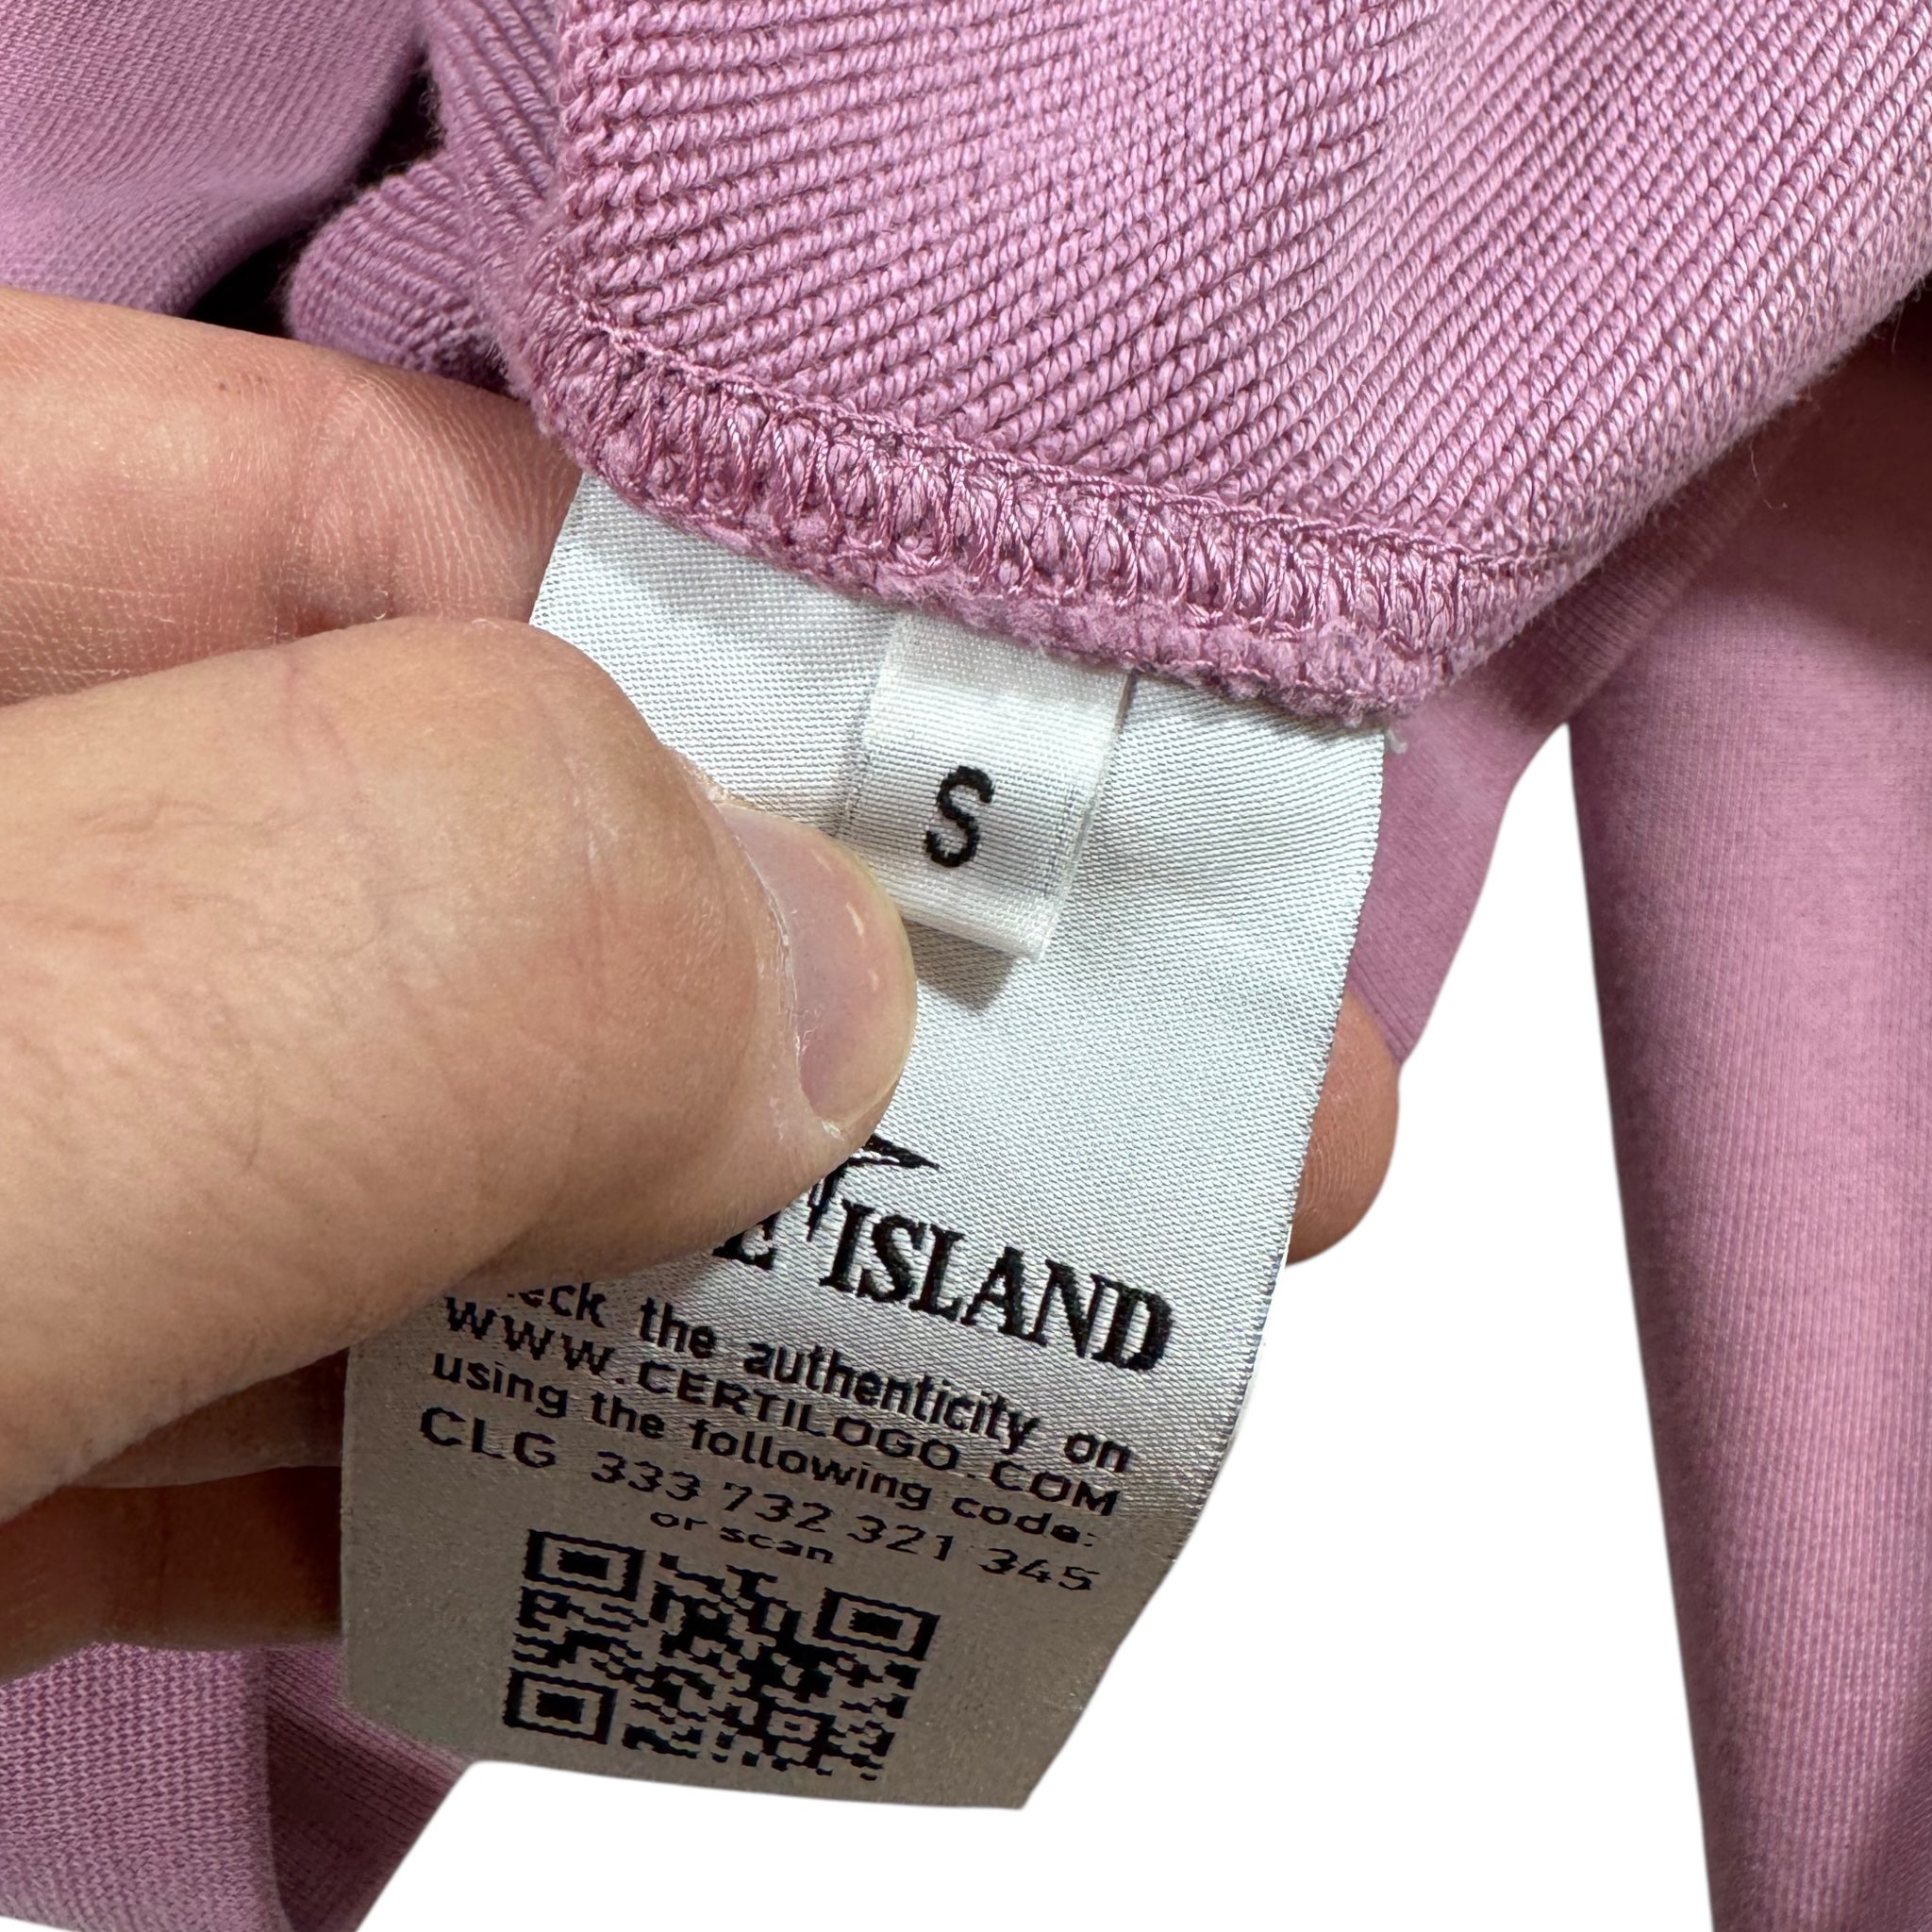 S
ISLAND
the authenticity on
WWW.CERTILOGO.COM
using the following code:
CLG 333 732 321 345
or scan